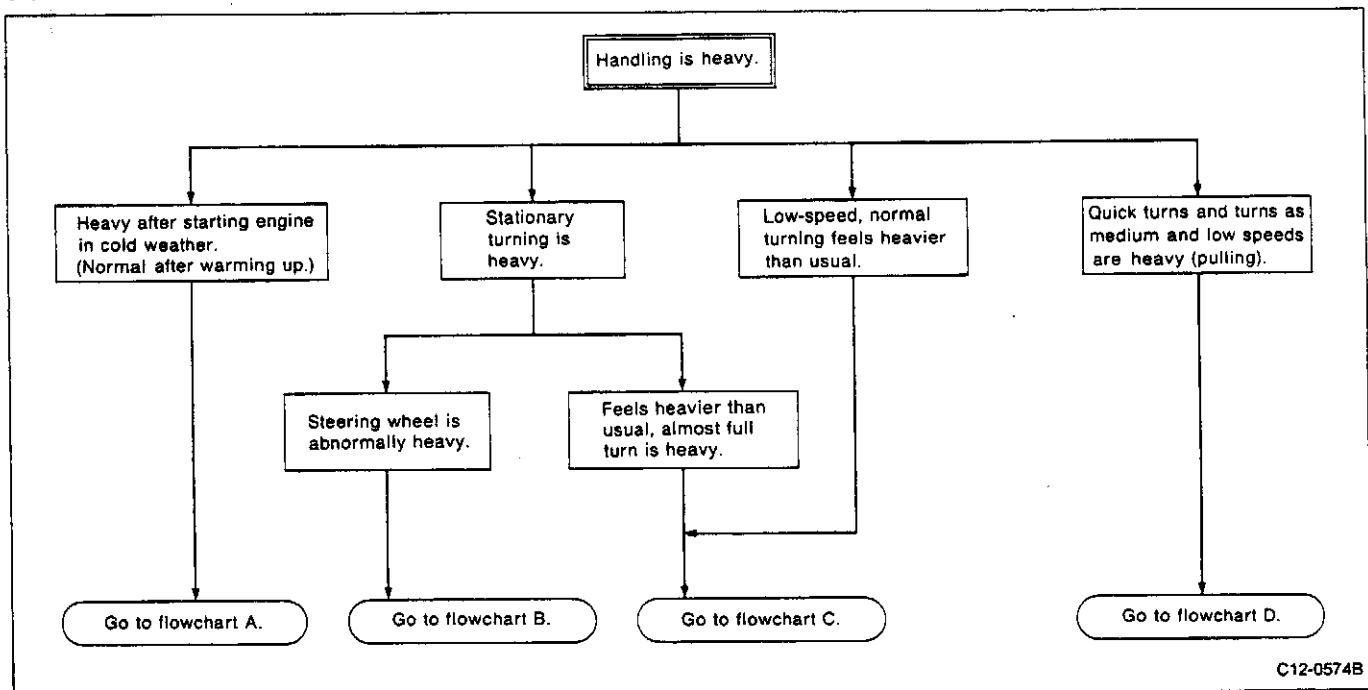 Handling is heavy.
Heavy after starting engine
in cold weather.
(Normal after warming up.)
Stationary
turning is
heavy.
Low-speed, normal
turning feels heavier
than usual.
Quick turns and turns as
medium and low speeds
are heavy (pulling).
Steering wheel is
abnormally heavy.
Feels heavier than
usual, almost full
turn is heavy.
Go to flowchart A.
Go to flowchart B.
Go to flowchart C.
Go to flowchart D.
C12-0574B